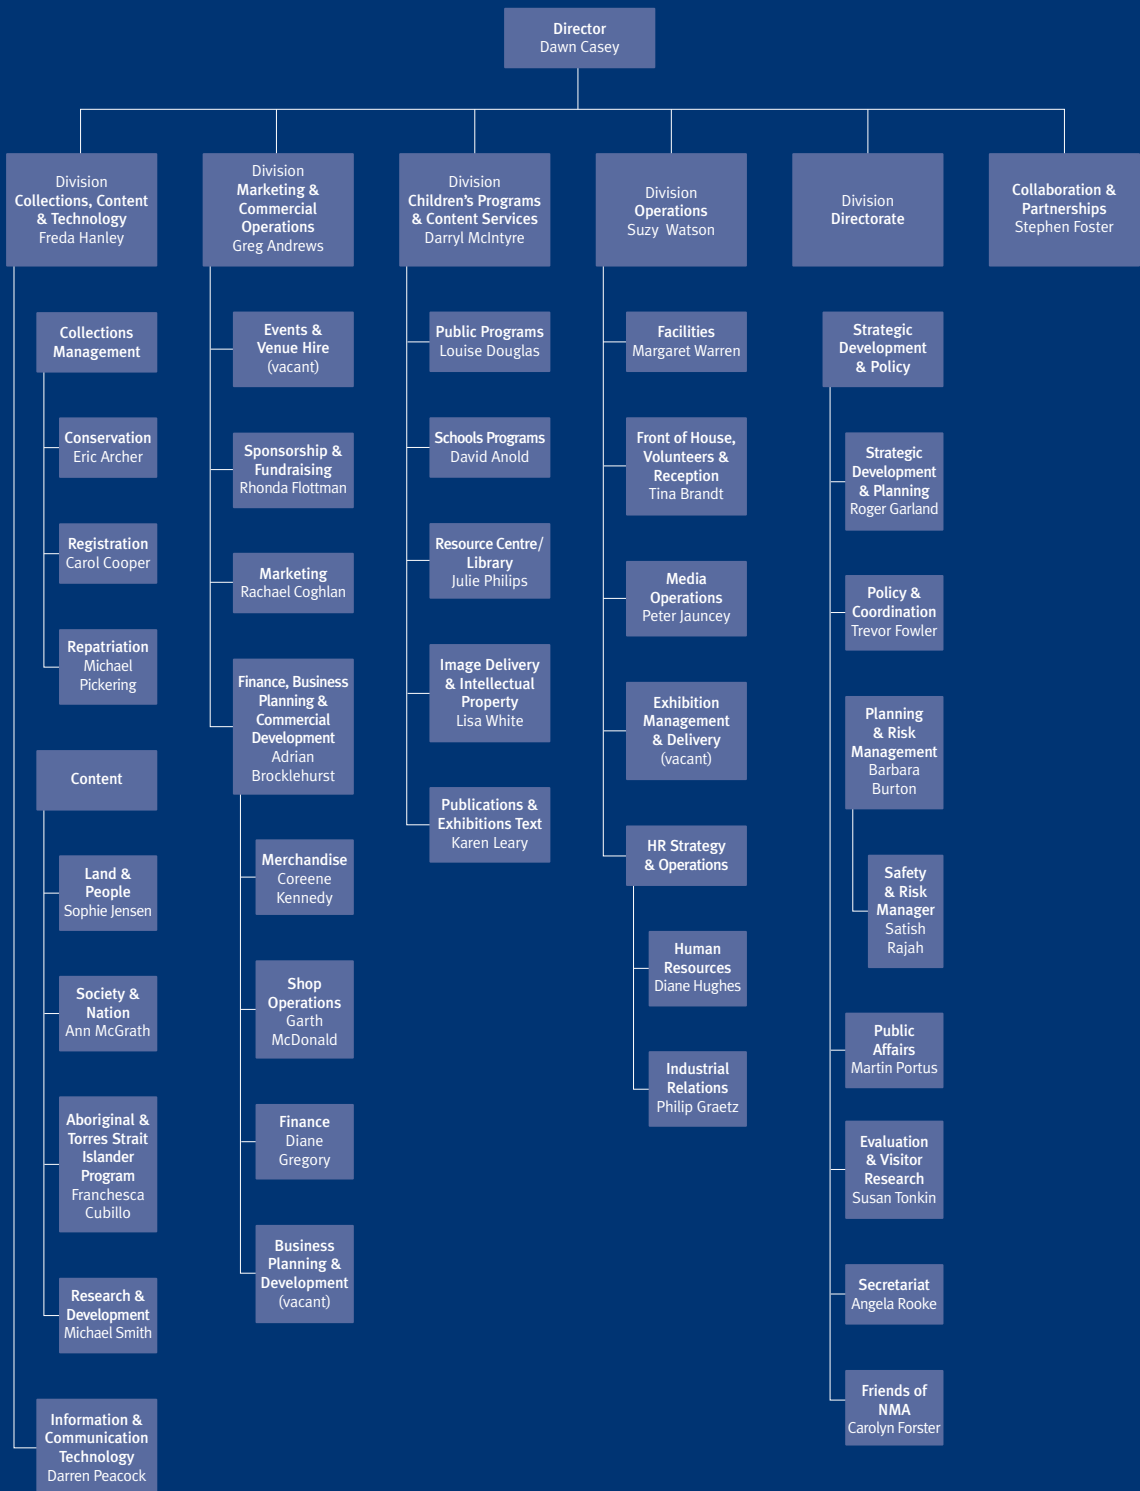 Director
Dawn Casey
Division
Collections, Content
& Technology
Freda Hanley
Division
Marketing &
Commercial
Operations
Greg Andrews
Division
Children's Programs
& Content Services
Darryl McIntyre
Division
Operations
Suzy Watson
Division
Directorate
Collaboration &
Partnerships
Stephen Foster
Collections
Management
Conservation
Eric Archer
Registration
Carol Cooper
Repatriation
Michael
Pickering
Content
Land &
People
Sophie Jensen
Society &
Nation
Ann McGrath
Aboriginal &
Torres Strait
Islander
Program
Franchesca
Cubillo
Research &
Development
Michael Smith
Information &
Communication
Technology
Darren Peacock
Events &
Venue Hire
(vacant)
Sponsorship &
Fundraising
Rhonda Flottman
Marketing
Rachael Coghlan
Finance, Business
Planning &
Commercial
Development
Adrian
Brocklehurst
Merchandise
Coreene
Kennedy
Shop
Operations
Garth
McDonald
Finance
Diane
Gregory
Business
Planning &
Development
(vacant)
Public Programs
Louise Douglas
Schools Programs
David Anold
Resource Centre/
Library
Julie Philips
Image Delivery
& Intellectual
Property
Lisa White
Publications &
Exhibitions Text
Karen Leary
Facilities
Margaret Warren
Front of House,
Volunteers &
Reception
Tina Brandt
Media
Operations
Peter Jauncey
Exhibition
Management
& Delivery
(vacant)
HR Strategy
& Operations
Human
Resources
Diane Hughes
Industrial
Relations
Philip Graetz
Strategic
Development
& Policy
Strategic
Development
& Planning
Roger Garland
Policy &
Coordination
Trevor Fowler
Planning
& Risk
Management
Barbara
Burton
Safety
& Risk
Manager
Satish
Rajah
Public
Affairs
Martin Portus
Evaluation
& Visitor
Research
Susan Tonkin
Secretariat
Angela Rooke
Friends of
NMA
Carolyn Forster